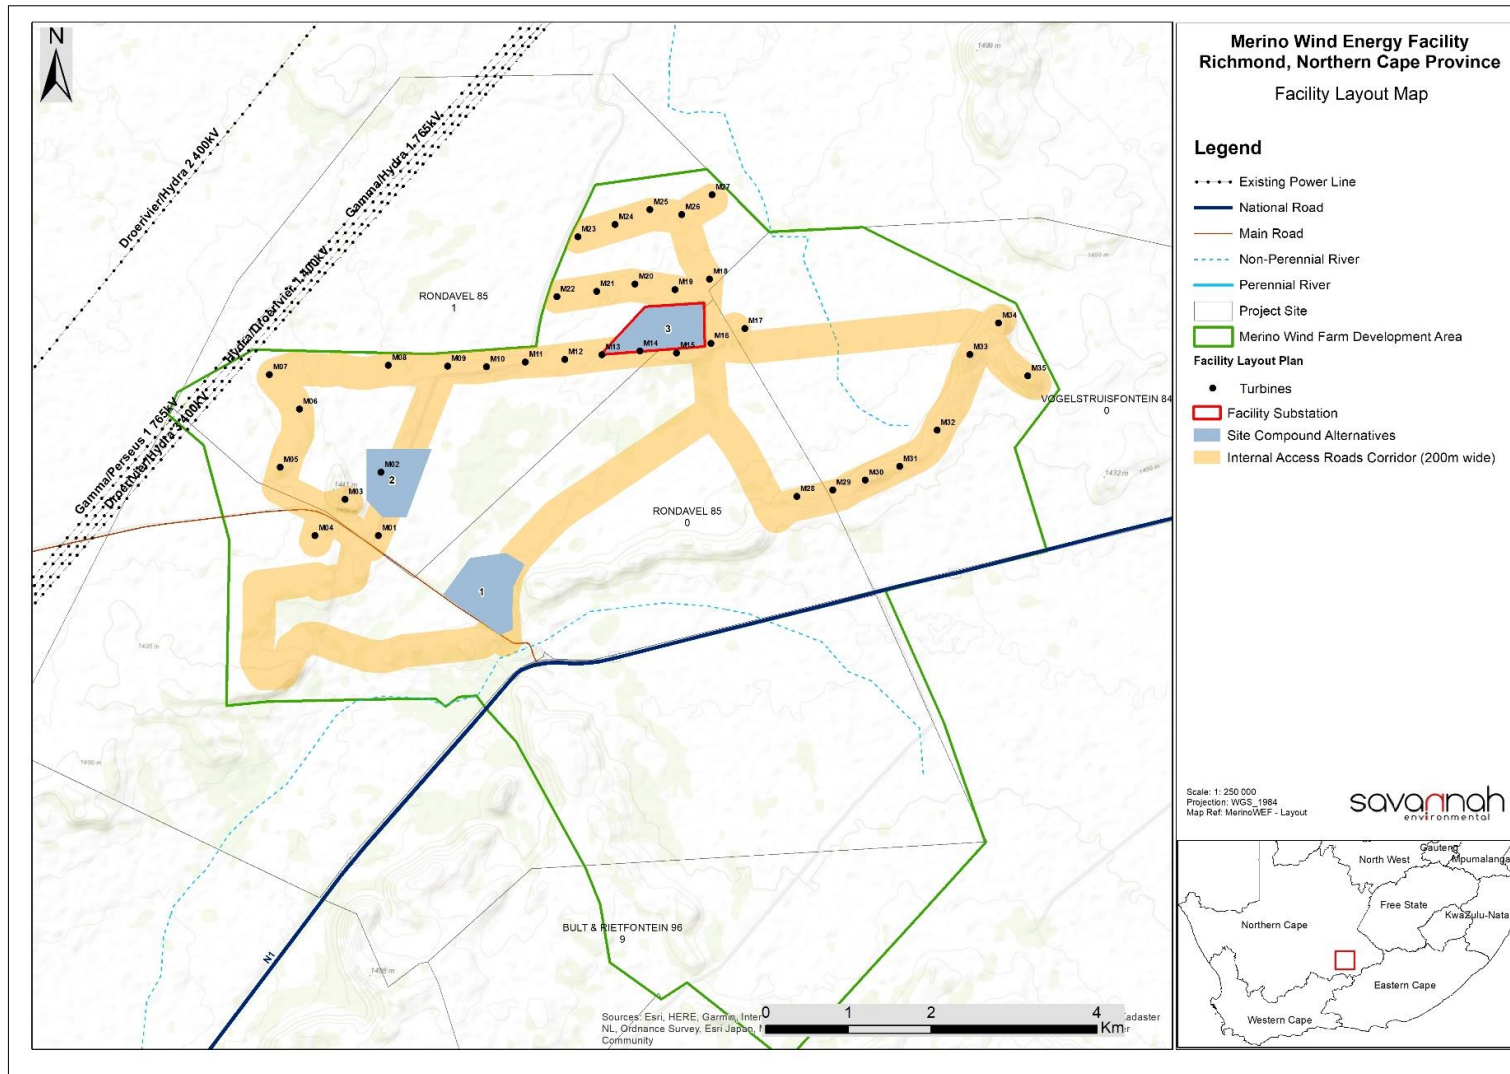 N
Droerivier/Hydra 2 400kV
Gamma/Hydra 1 765kV
Hydra/Droerivier 1 400kV
Gamma/Perseus 1 765kV
Droerivier/Hydra 3 400kV
1499 m
M27
M25
M26
M24
M23
M18
M20
M19
M21
M22
RONDAVEL 85
1
3
M17
M34
M16
M13
M14
M15
M12
M11
M10
M09
M08
M07
M33
M35
VOGELSTRUISFONTEIN 84
0
M06
M32
M05
M02
2
1441 m
M03
M31
M30
M29
M28
1432 m
RONDAVEL 85
0
M04
M01
1
N1
BULT & RIETFONTEIN 96
9
Sources: Esri, HERE, Garmin,
NL, Ordnance Survey, Esri Japan,
Community
0
1
2
4
Km
Merino Wind Energy Facility
Richmond, Northern Cape Province
Facility Layout Map
Legend
Existing Power Line
National Road
Main Road
Non-Perennial River
Perennial River
Project Site
Merino Wind Farm Development Area
Facility Layout Plan
Turbines
Facility Substation
Site Compound Alternatives
Internal Access Roads Corridor (200m wide)
Scale: 1: 250 000
Projection: WGS_1984
Map Ref: MerinoWEF - Layout
savannah
environmental
Gauteng
North West
Mpumalanga
Free State
KwaZulu-Nata
Northern Cape
Eastern Cape
Western Cape